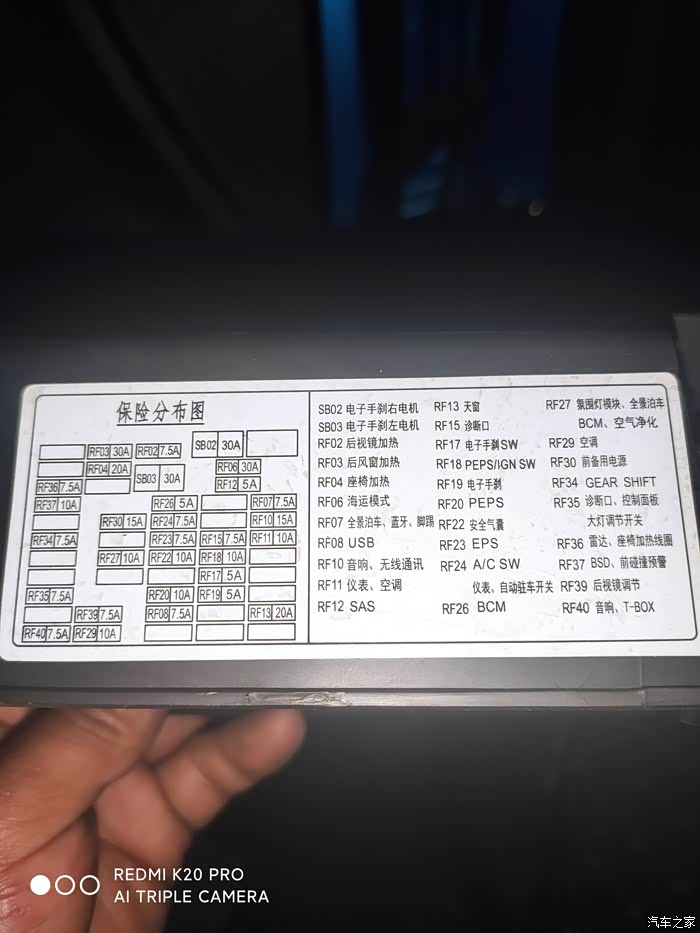 保险分布图
RF03 30A RF02 7.5A SB02 30A
RF04 20A SB03 30A RF06 30A
RF36 7.5A RF12 5A
RF37 10A RF26 5A RF07 7.5A
RF30 15A RF24 7.5A RF10 15A
RF34 7.5A RF23 7.5A RF15 7.5A RF11 10A
RF27 10A RF22 10A RF18 10A
RF17 5A
RF35 7.5A RF20 10A RF19 5A
RF39 7.5A RF08 7.5A RF13 20A
RF40 7.5A RF29 10A
SB02 电子手刹右电机
SB03 电子手刹左电机
RF02 后视镜加热
RF03 后风窗加热
RF04 座椅加热
RF06 海运模式
RF07 全景泊车、蓝牙、脚踢
RF08 USB
RF10 音响、无线通讯
RF11 仪表、空调
RF12 SAS
RF13 天窗
RF15 诊断口
RF17 电子手刹SW
RF18 PEPS/IGN SW
RF19 电子手刹
RF20 PEPS
RF22 安全气囊
RF23 EPS
RF24 A/C SW
仪表、自动驻车开关
RF26 BCM
RF27 氛围灯模块、全景泊车
BCM、空气净化
RF29 空调
RF30 前备用电源
RF34 GEAR SHIFT
RF35 诊断口、控制面板
大灯调节开关
RF36 雷达、座椅加热线圈
RF37 BSD、前碰撞预警
RF39 后视镜调节
RF40 音响、T-BOX
REDMI K20 PRO
AI TRIPLE CAMERA
汽车之家